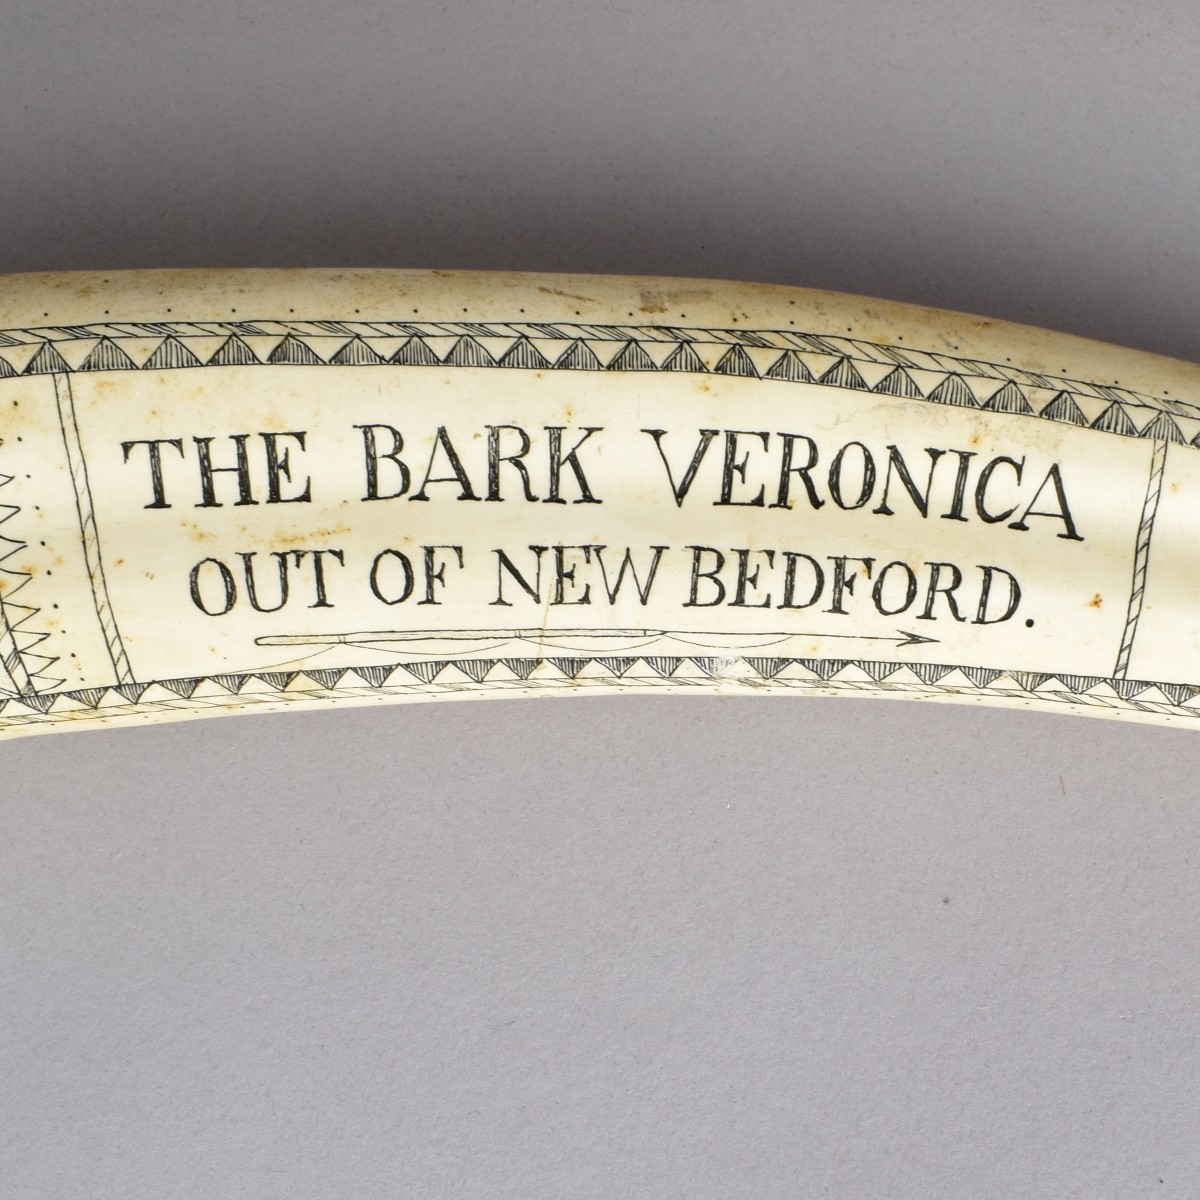 THE BARK VERONICA
OUT OF NEW BEDFORD.